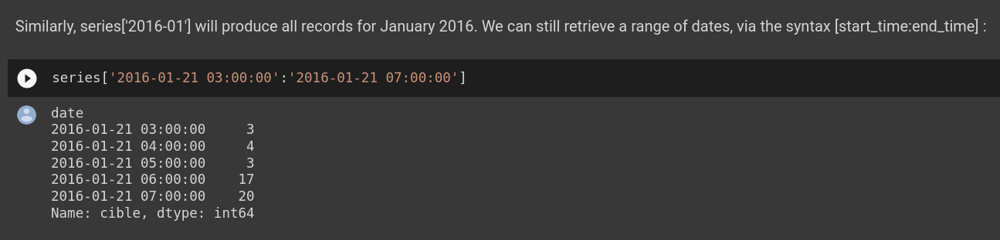 Similarly, series['2016-01'] will produce all records for January 2016. We can still retrieve a range of dates, via the syntax [start_time:end_time] :
series['2016-01-21 03:00:00':'2016-01-21 07:00:00']
date
2016-01-21 03:00:00     3
2016-01-21 04:00:00     4
2016-01-21 05:00:00     3
2016-01-21 06:00:00    17
2016-01-21 07:00:00    20
Name: cible, dtype: int64